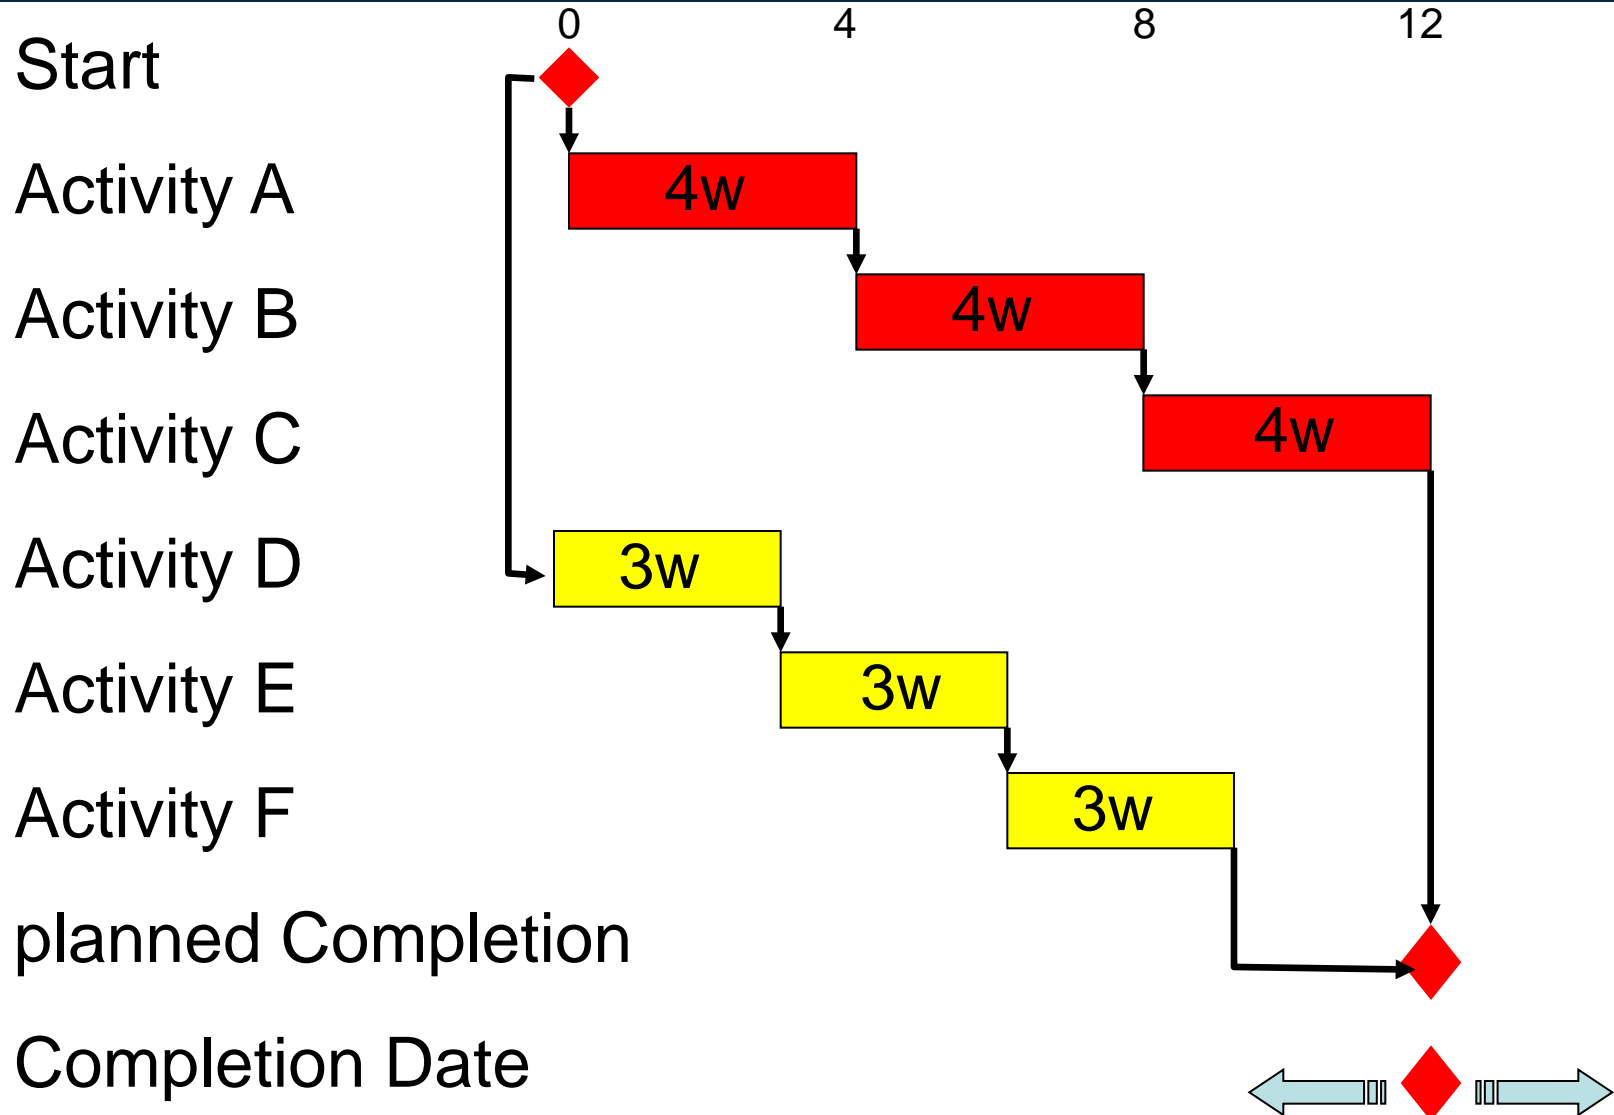 0 4 8 12
Start
Activity A 4w
Activity B 4w
Activity C 4w
Activity D 3w
Activity E 3w
Activity F 3w
planned Completion
Completion Date